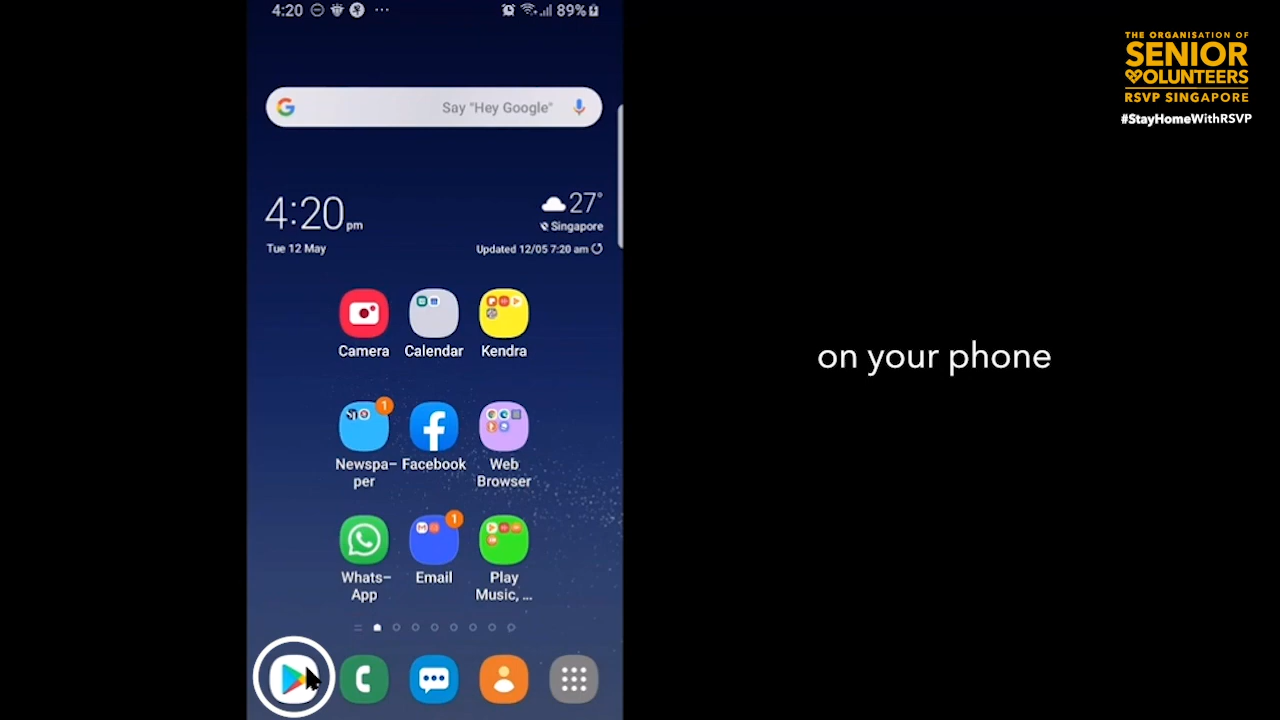 4:20
89%
THE ORGANISATION OF
SENIOR
VOLUNTEERS
RSVP SINGAPORE
#StayHomeWithRSVP
Say "Hey Google"
4:20 pm
27°
Singapore
Tue 12 May
Updated 12/05 7:20 am
Camera
Calendar
Kendra
on your phone
1
Newspa-
per
Facebook
Web
Browser
1
Whats-
App
Email
Play
Music, ...